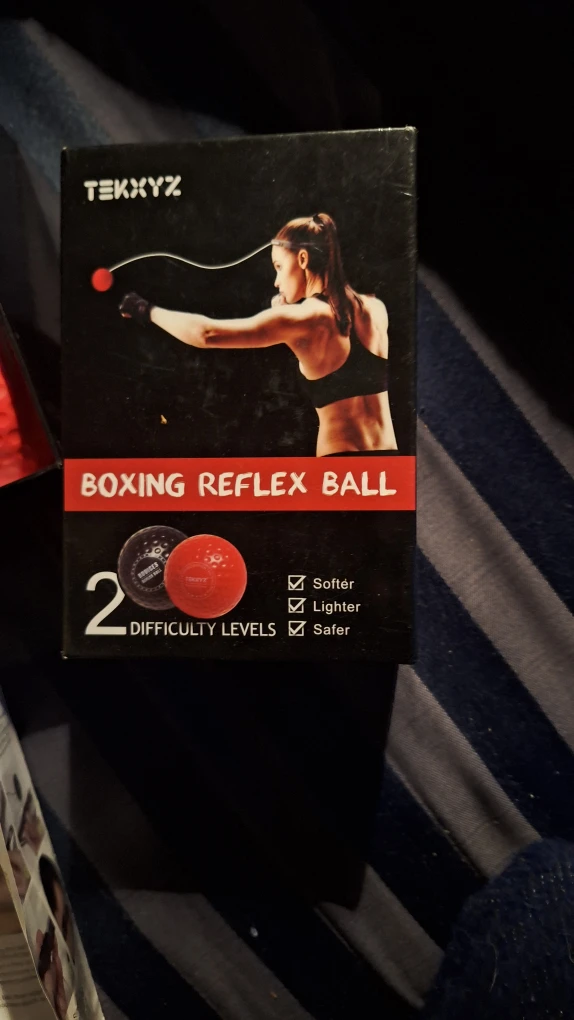 TEKXYZ
BOXING REFLEX BALL
2 DIFFICULTY LEVELS
Softer
Lighter
Safer